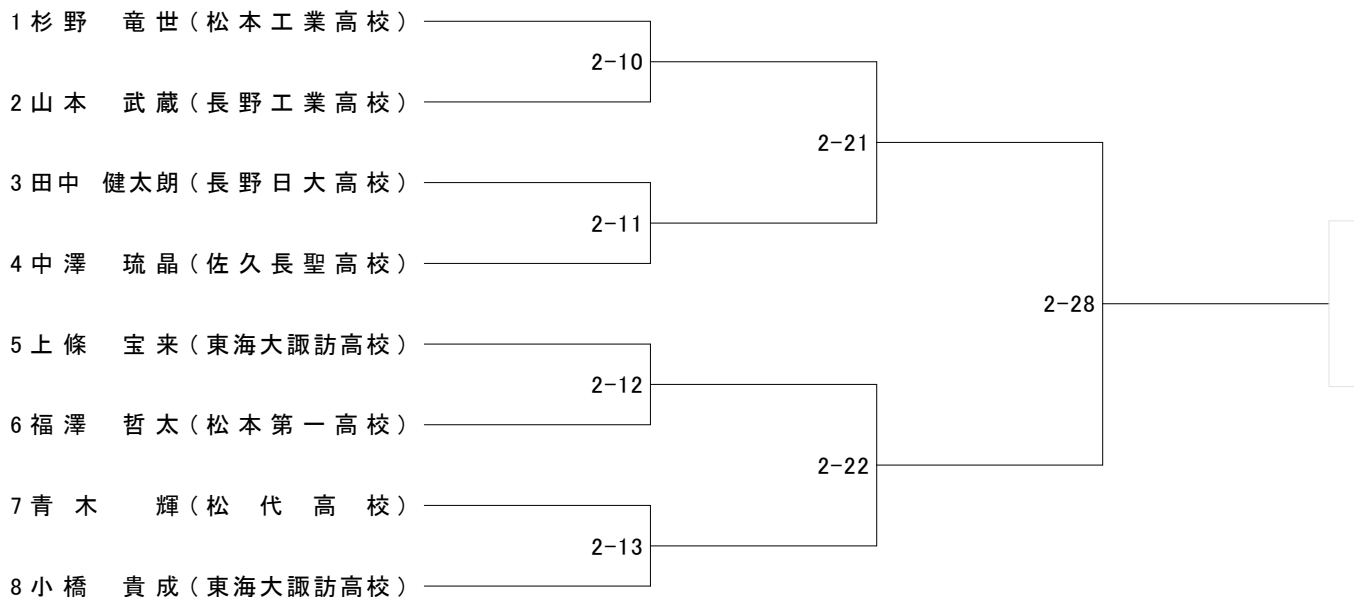 1 杉野 竜世（松本工業高校）
2-10
2 山本 武蔵（長野工業高校）
2-21
3 田中 健太朗（長野日大高校）
2-11
4 中澤 琉晶（佐久長聖高校）
2-28
5 上條 宝来（東海大諏訪高校）
2-12
6 福澤 哲太（松本第一高校）
2-22
7 青木 輝（松代高校）
2-13
8 小橋 貴成（東海大諏訪高校）